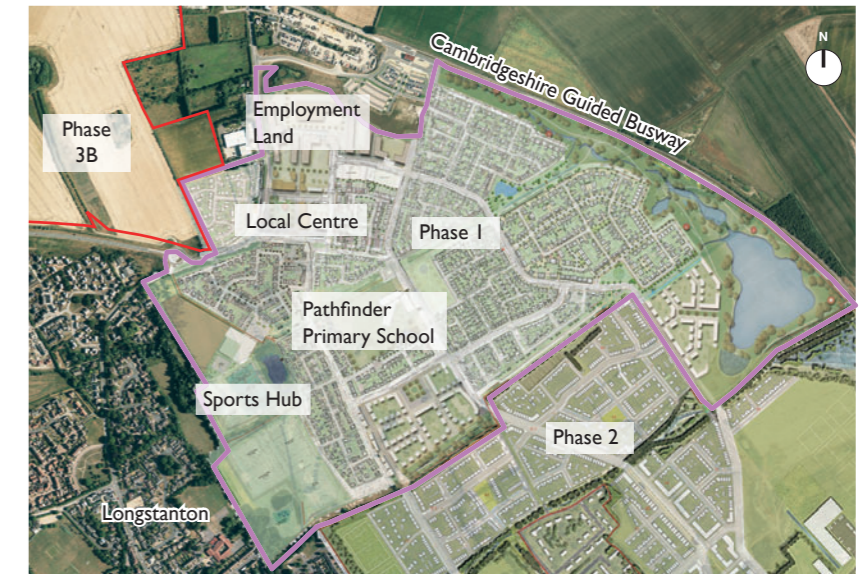 N
Cambridgeshire Guided Busway
Employment
Land
Phase
3B
Local Centre
Phase 1
Pathfinder
Primary School
Sports Hub
Phase 2
Longstanton